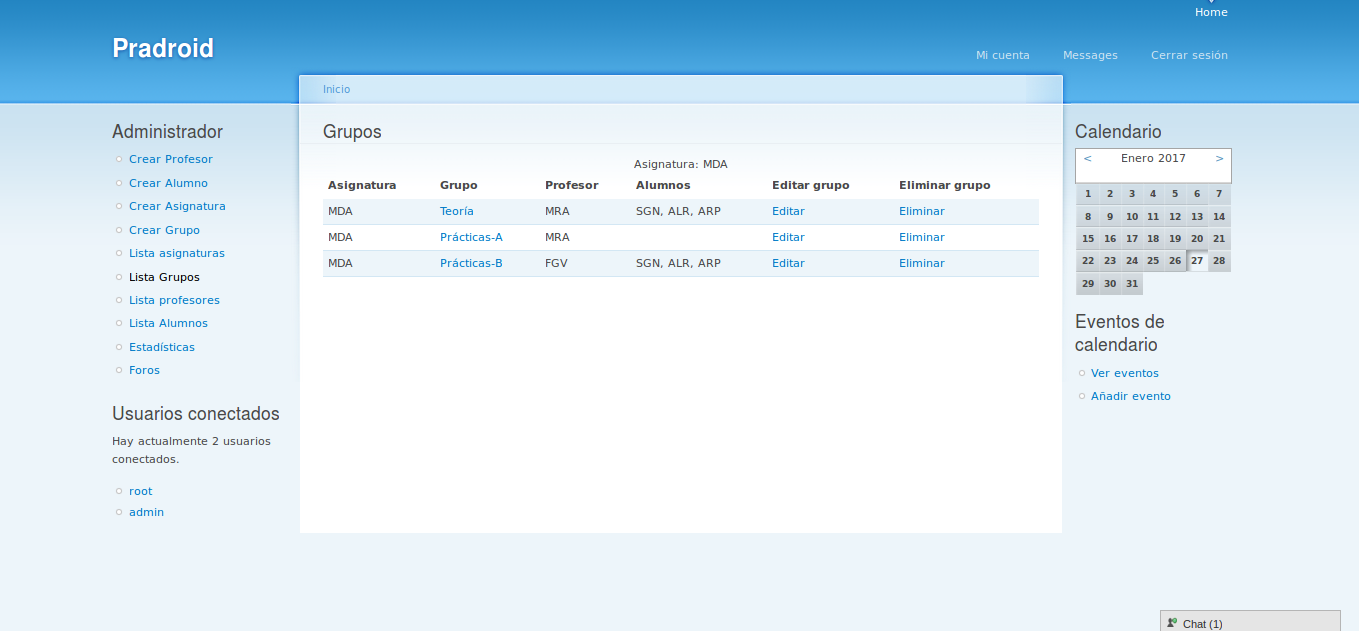 Home
Pradroid
Mi cuenta Messages Cerrar sesión
Inicio
Administrador
Crear Profesor
Crear Alumno
Crear Asignatura
Crear Grupo
Lista asignaturas
Lista Grupos
Lista profesores
Lista Alumnos
Estadísticas
Foros
Usuarios conectados
Hay actualmente 2 usuarios
conectados.
root
admin
Grupos
Asignatura: MDA
Asignatura Grupo Profesor Alumnos Editar grupo Eliminar grupo
MDA Teoría MRA SGN, ALR, ARP Editar Eliminar
MDA Prácticas-A MRA Editar Eliminar
MDA Prácticas-B FGV SGN, ALR, ARP Editar Eliminar
Calendario
< Enero 2017 >
1 2 3 4 5 6 7
8 9 10 11 12 13 14
15 16 17 18 19 20 21
22 23 24 25 26 27 28
29 30 31
Eventos de
calendario
Ver eventos
Añadir evento
Chat (1)